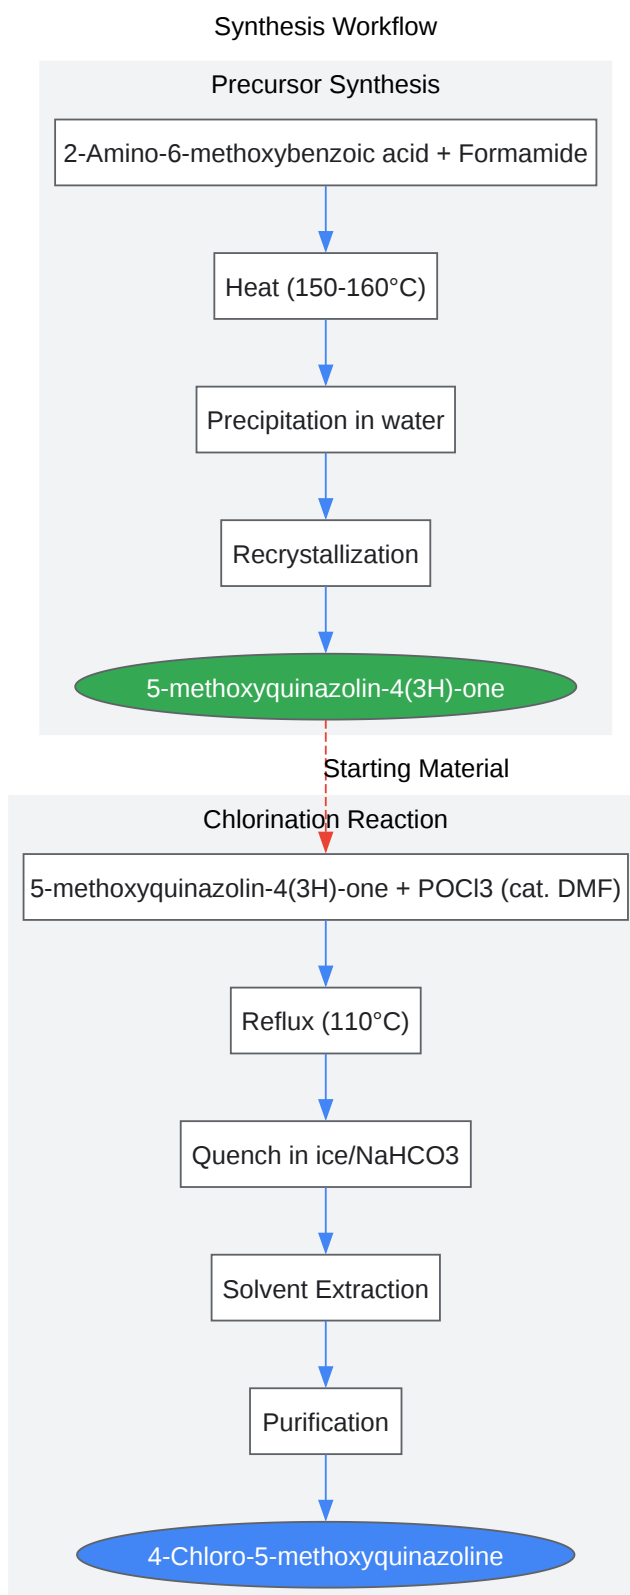 Synthesis Workflow
Precursor Synthesis
2-Amino-6-methoxybenzoic acid + Formamide
Heat (150-160°C)
Precipitation in water
Recrystallization
5-methoxyquinazolin-4(3H)-one
Starting Material
Chlorination Reaction
5-methoxyquinazolin-4(3H)-one + POCl3 (cat. DMF)
Reflux (110°C)
Quench in ice/NaHCO3
Solvent Extraction
Purification
4-Chloro-5-methoxyquinazoline